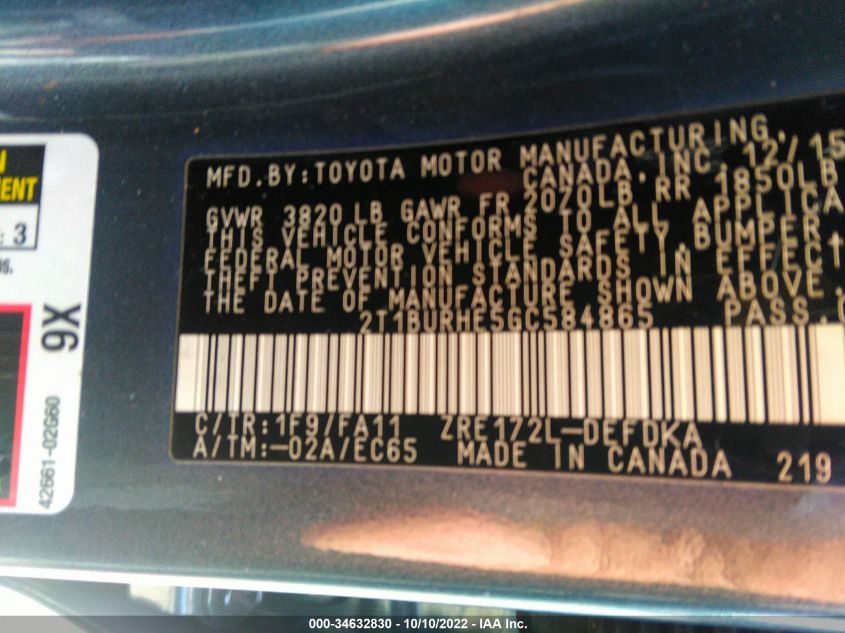 N
MENT
: 3
OS.
9X
42661-02G60
MFD.BY:TOYOTA MOTOR MANUFACTURING,
CANADA,INC. 12/15
GVWR 3820 LB GAWR FR 2070LB RR 1850LB
THIS VEHICLE CONFORMS TO ALL APPLICA
FEDERAL MOTOR VEHICLE SAFETY,BUMPER,
THEFT PREVENTION STANDARDS IN EFFECT
THE DATE OF MANUFACTURE SHOWN ABOVE.
2T1BURHE5GC584865 PASS.C
C/TR:1F9/FA11 ZRE172L-DEFDKA
A/TM:-02A/EC65 MADE IN CANADA 219
000-34632830 - 10/10/2022 - IAA Inc.